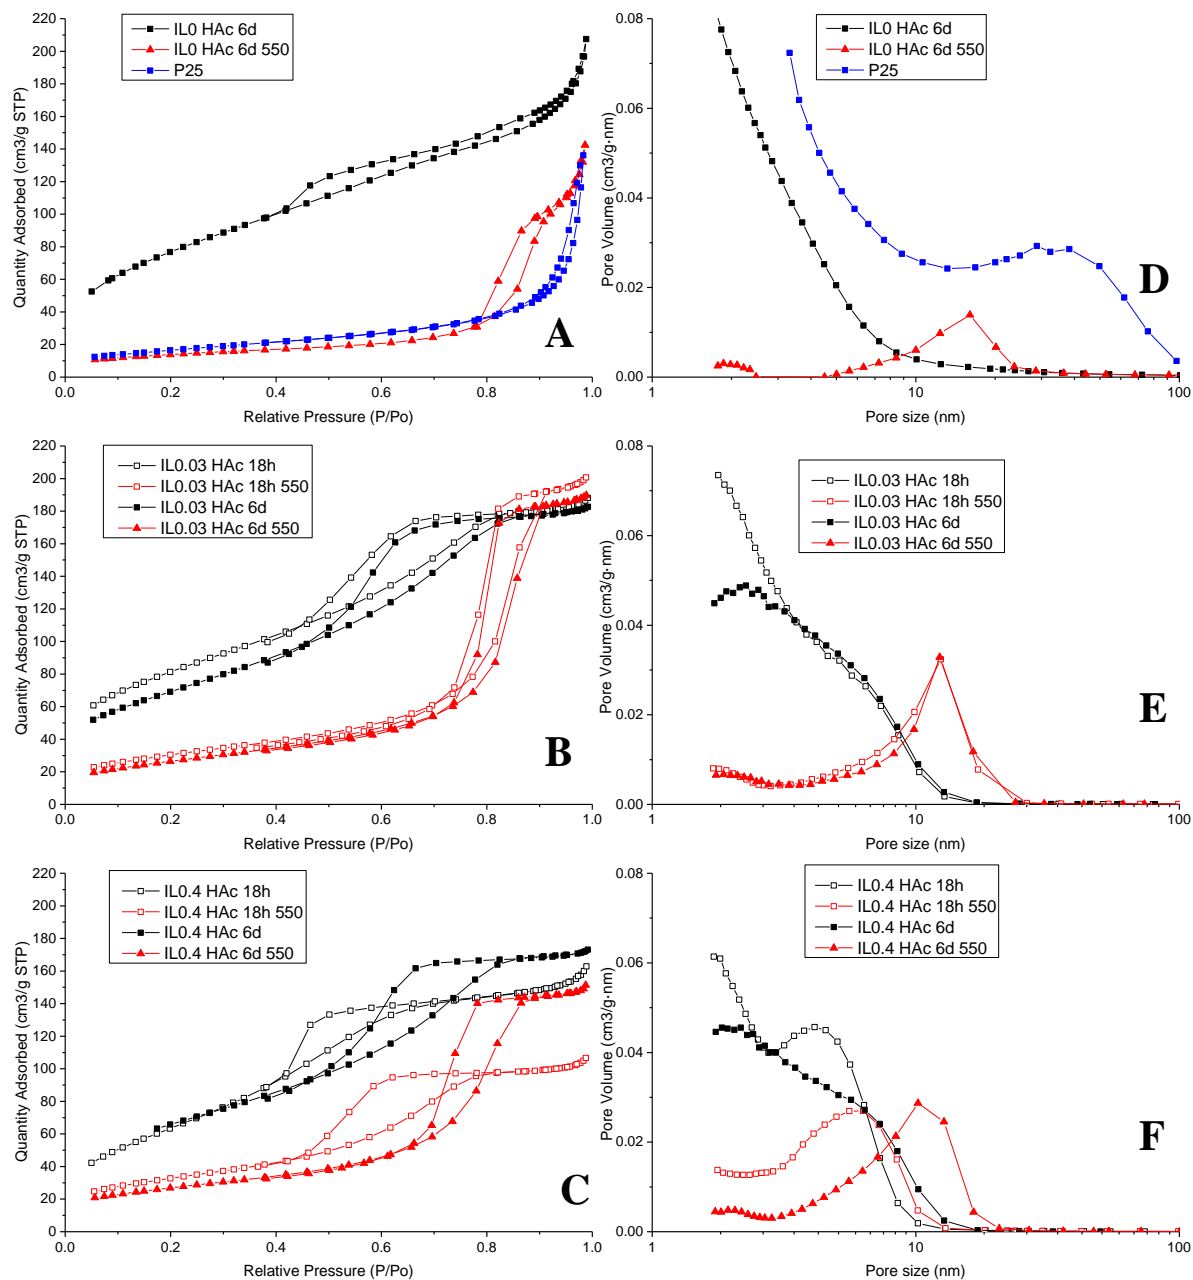 IL0 HAc 6d
IL0 HAc 6d 550
P25
220
200
180
160
140
120
100
80
60
40
20
0
Quantity Adsorbed (cm3/g STP)
0.0 0.2 0.4 0.6 0.8 1.0
Relative Pressure (P/Po)
A
IL0 HAc 6d
IL0 HAc 6d 550
P25
0.08
0.06
0.04
0.02
0.00
Pore Volume (cm3/g·nm)
1 10 100
Pore size (nm)
D
IL0.03 HAc 18h
IL0.03 HAc 18h 550
IL0.03 HAc 6d
IL0.03 HAc 6d 550
220
200
180
160
140
120
100
80
60
40
20
0
Quantity Adsorbed (cm3/g STP)
0.0 0.2 0.4 0.6 0.8 1.0
Relative Pressure (P/Po)
B
IL0.03 HAc 18h
IL0.03 HAc 18h 550
IL0.03 HAc 6d
IL0.03 HAc 6d 550
0.08
0.06
0.04
0.02
0.00
Pore Volume (cm3/g·nm)
1 10 100
Pore size (nm)
E
IL0.4 HAc 18h
IL0.4 HAc 18h 550
IL0.4 HAc 6d
IL0.4 HAc 6d 550
220
200
180
160
140
120
100
80
60
40
20
0
Quantity Adsorbed (cm3/g STP)
0.0 0.2 0.4 0.6 0.8 1.0
Relative Pressure (P/Po)
C
IL0.4 HAc 18h
IL0.4 HAc 18h 550
IL0.4 HAc 6d
IL0.4 HAc 6d 550
0.08
0.06
0.04
0.02
0.00
Pore Volume (cm3/g·nm)
1 10 100
Pore size (nm)
F